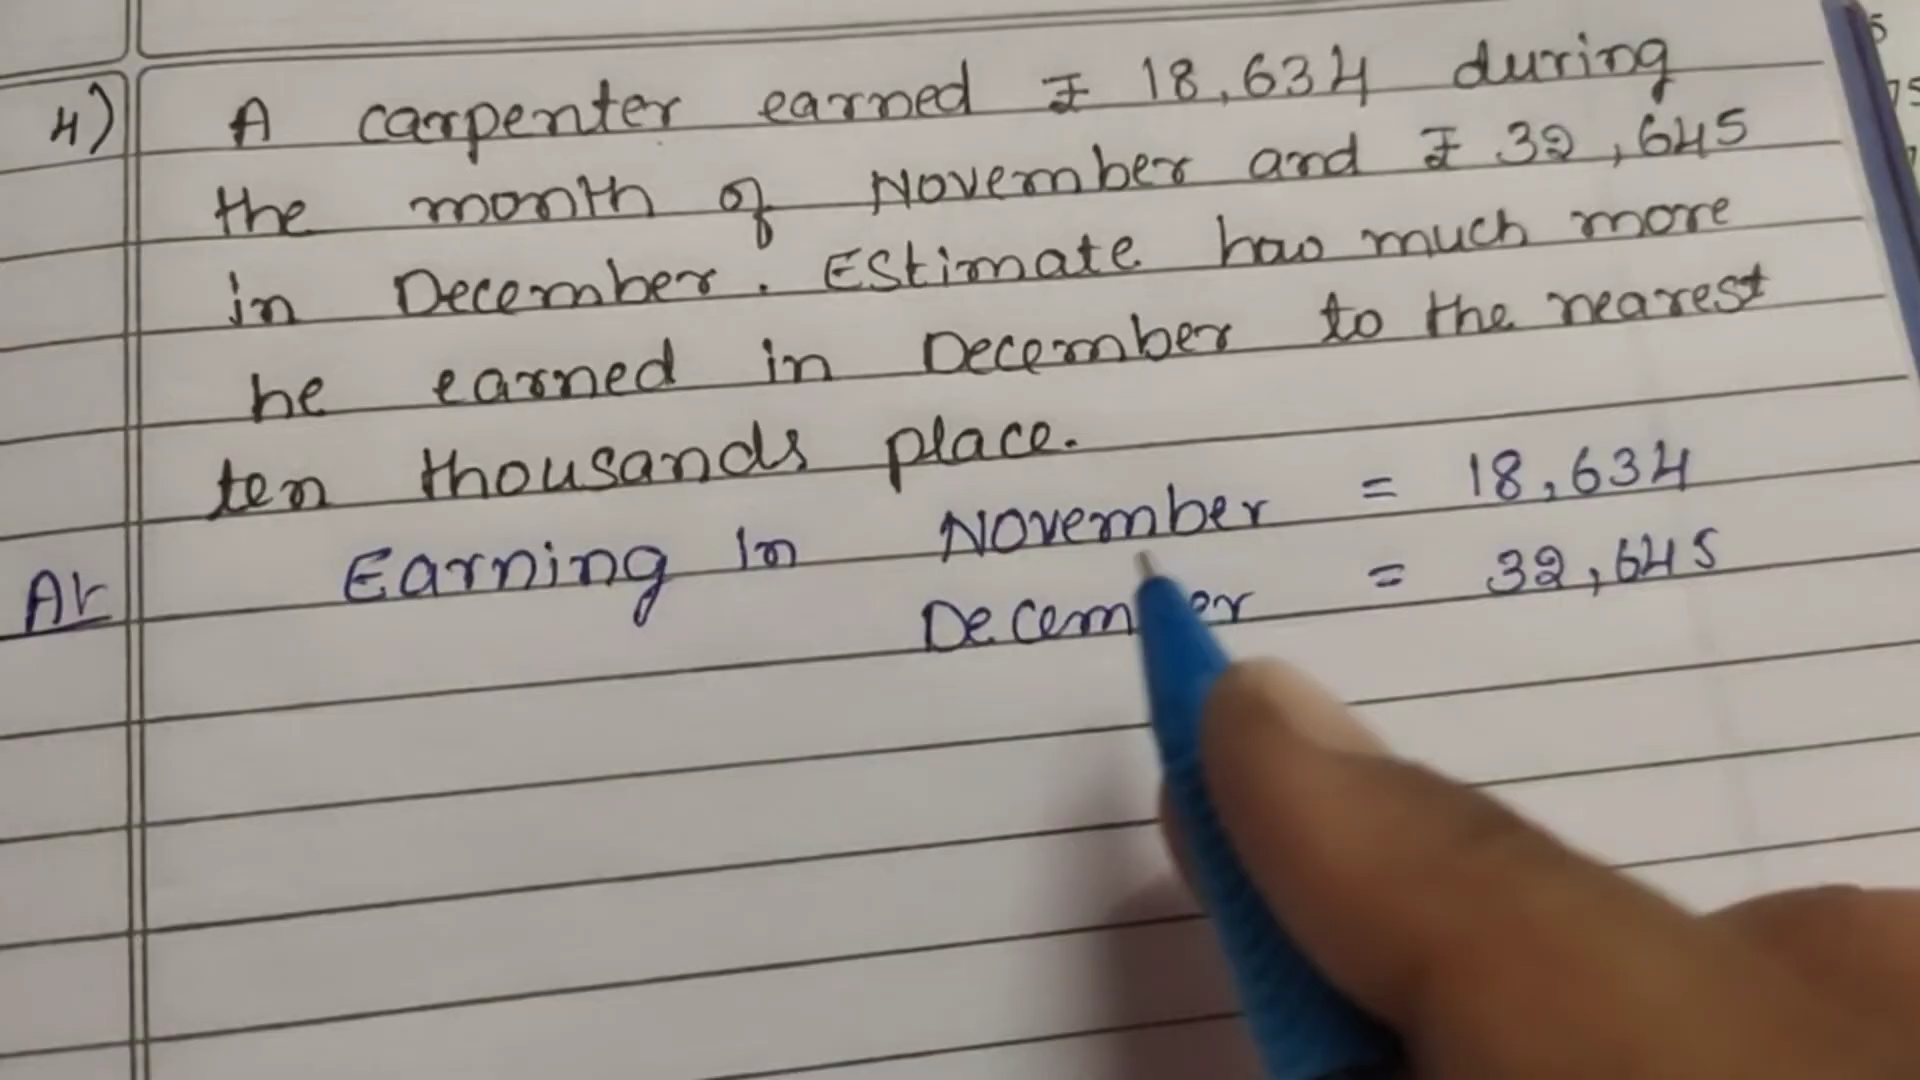 4) A carpenter earned ₹ 18,634 during
the month of November and ₹ 32,645
in December. Estimate how much more
he earned in December to the nearest
ten thousands place.
Earning In November = 18,634
December = 32,645